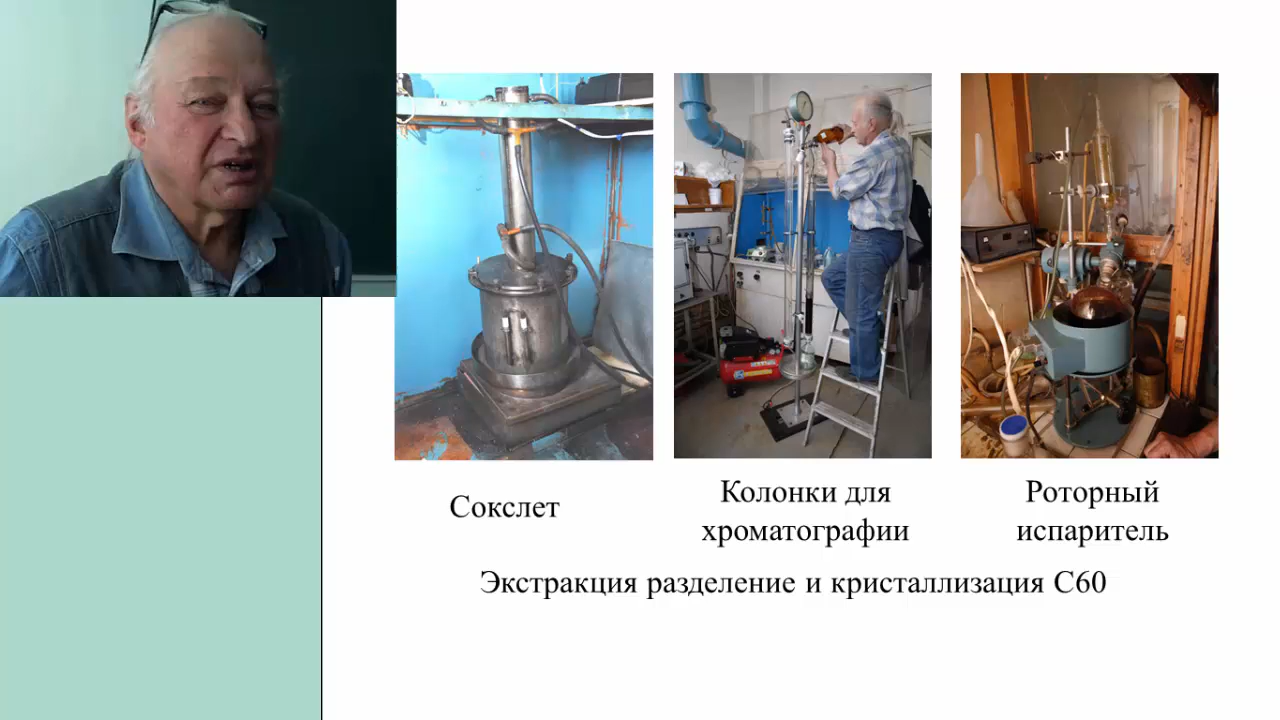 Сокслет
Колонки для
хроматографии
Роторный
испаритель
Экстракция разделение и кристаллизация С60